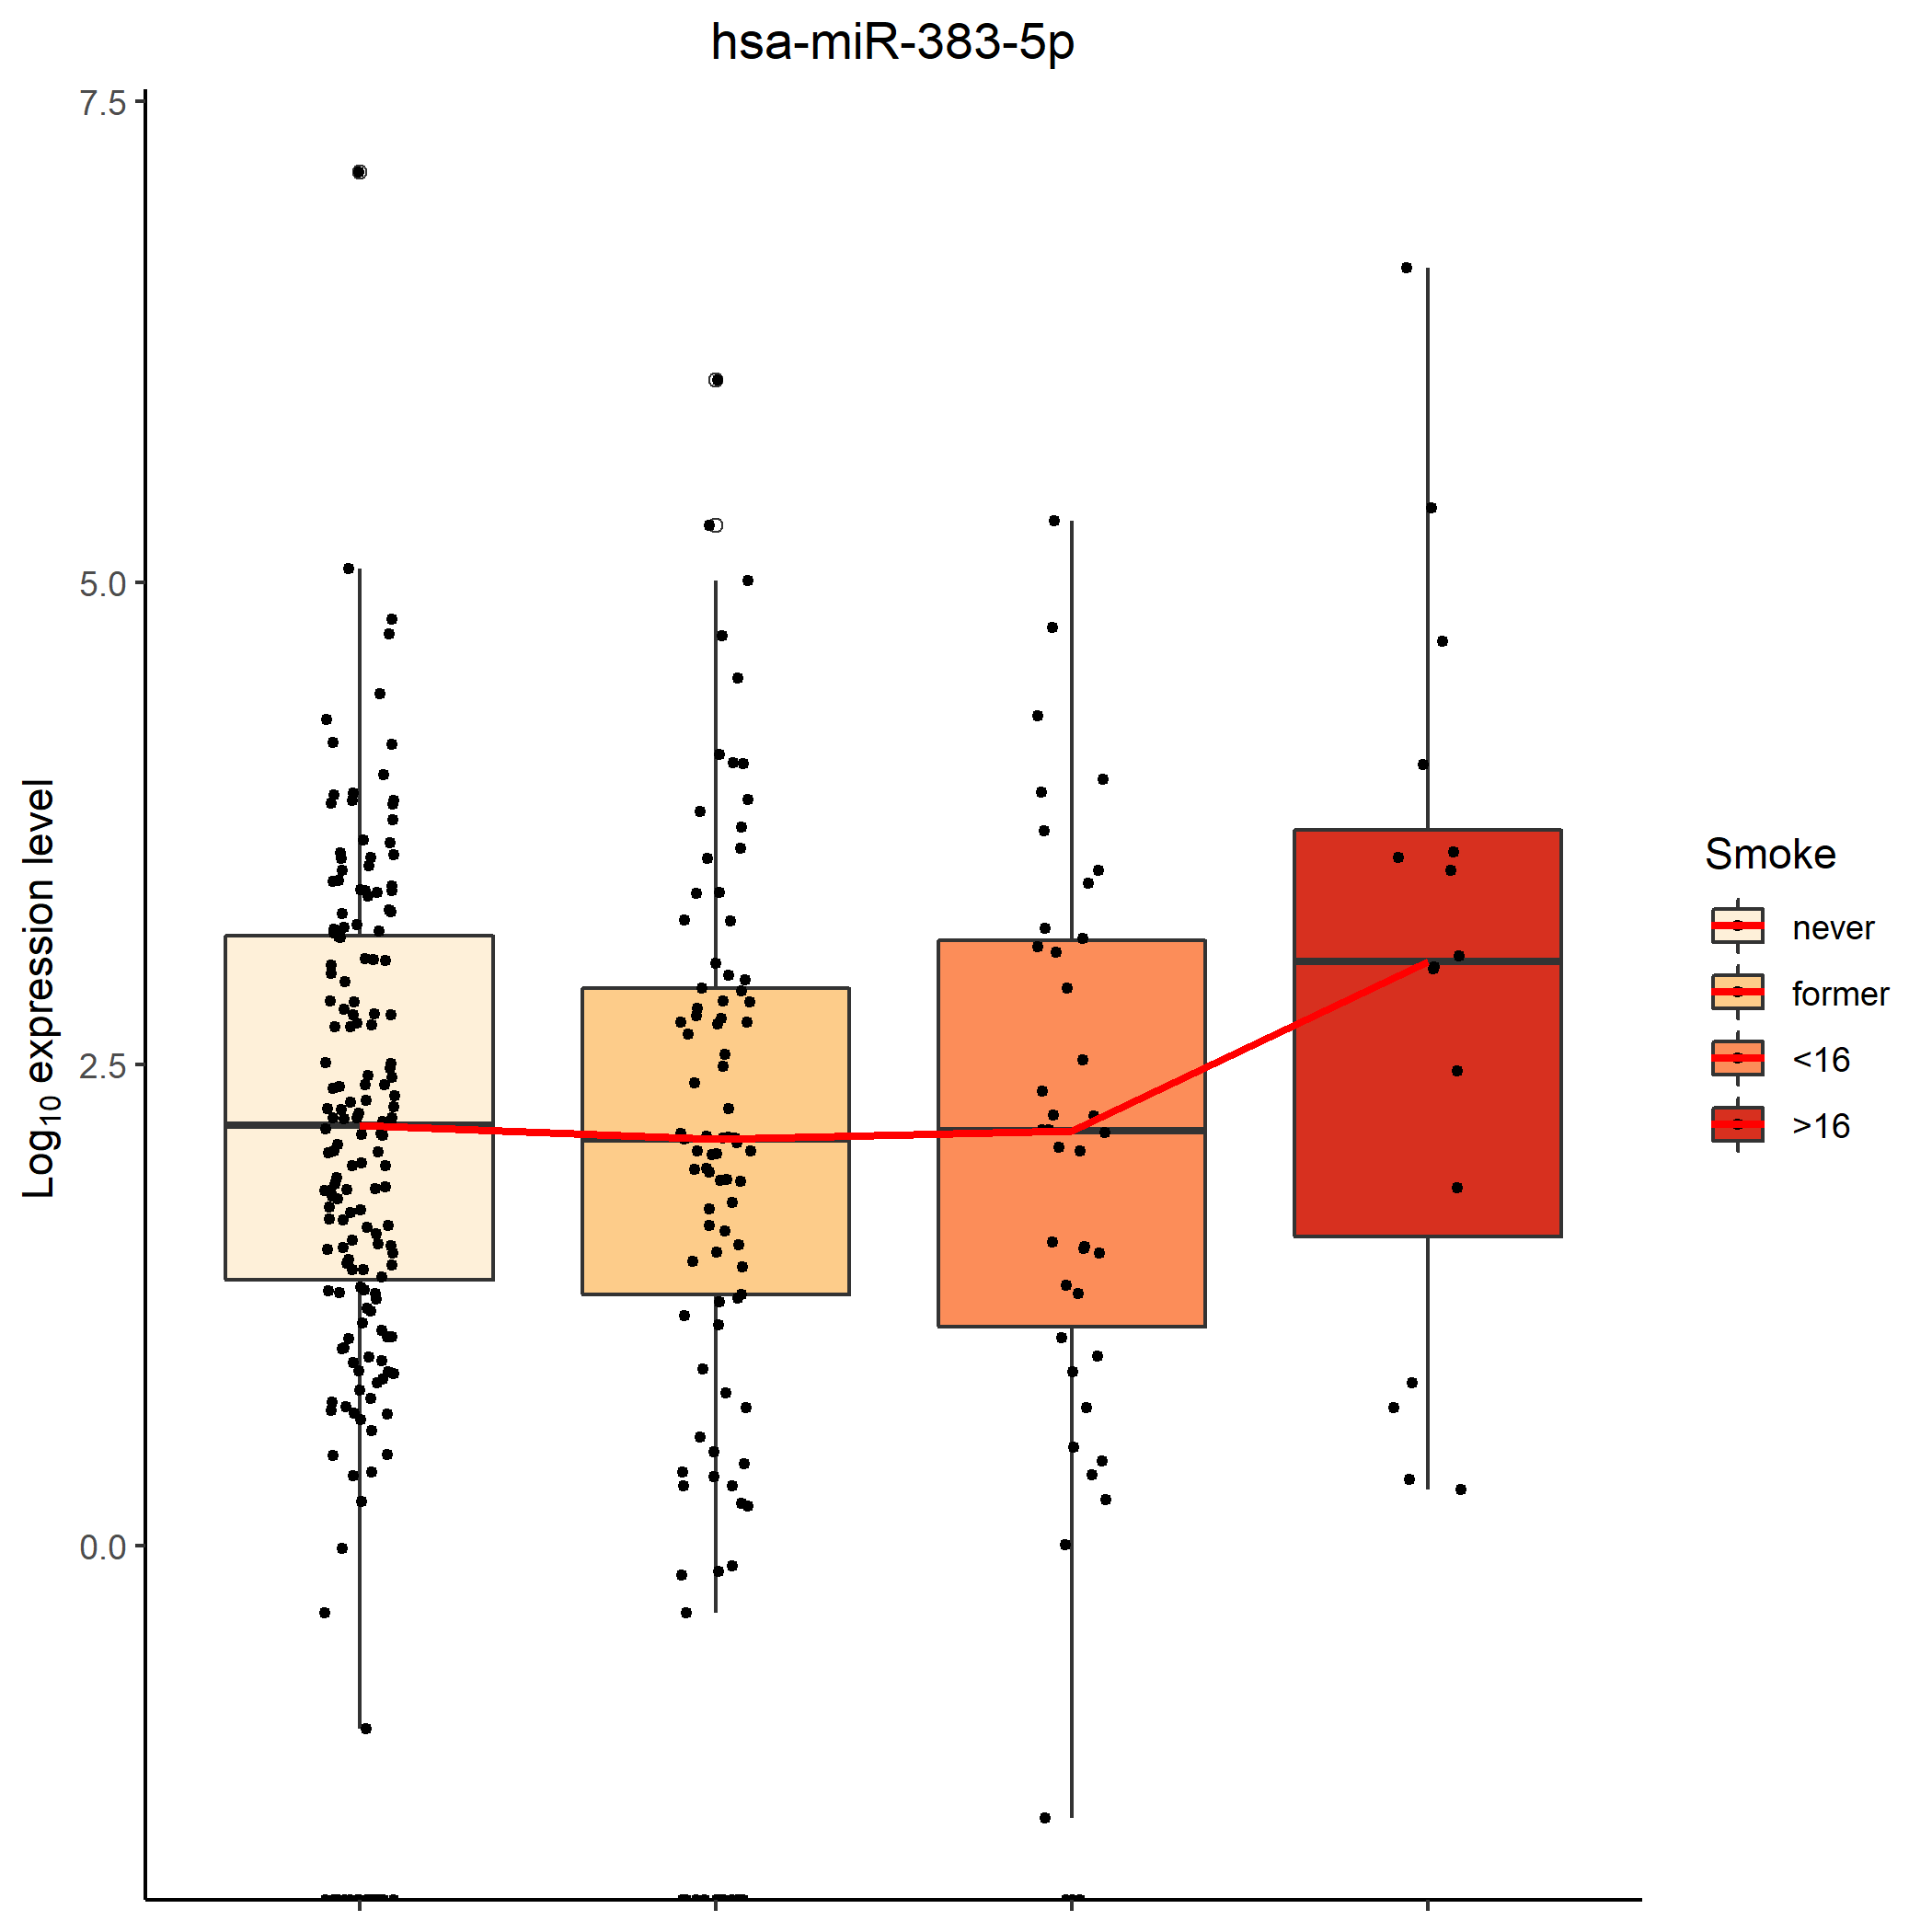 hsa-miR-383-5p
7.5
5.0
2.5
0.0
Log10 expression level
Smoke
never
former
<16
>16